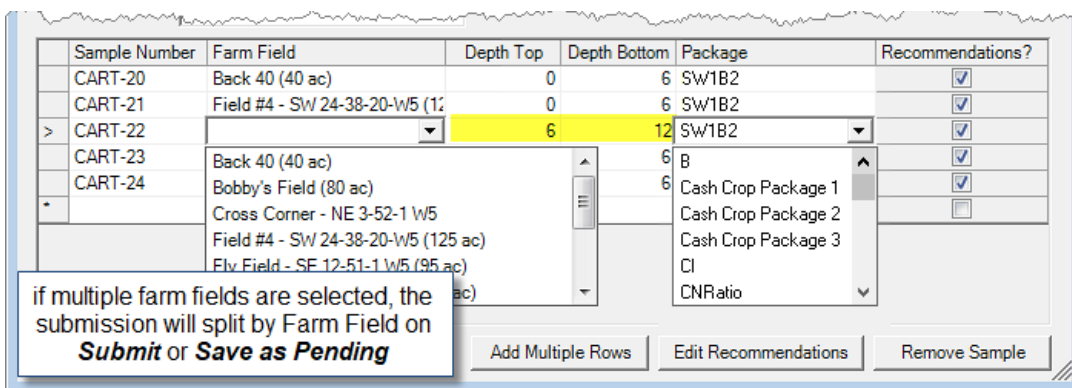 Sample Number Farm Field Depth Top Depth Bottom Package Recommendations?
CART-20 Back 40 (40 ac) 0 6 SW1B2
CART-21 Field #4 - SW 24-38-20-W5 (12 0 6 SW1B2
> CART-22 6 12 SW1B2
CART-23 6
CART-24 6
*
Back 40 (40 ac)
Bobby's Field (80 ac)
Cross Corner - NE 3-52-1 W5
Field #4 - SW 24-38-20-W5 (125 ac)
Fly Field - SE 12-51-1 W5 (95 ac)
ac)
B
Cash Crop Package 1
Cash Crop Package 2
Cash Crop Package 3
Cl
CNRatio
if multiple farm fields are selected, the
submission will split by Farm Field on
Submit or Save as Pending
Add Multiple Rows Edit Recommendations Remove Sample